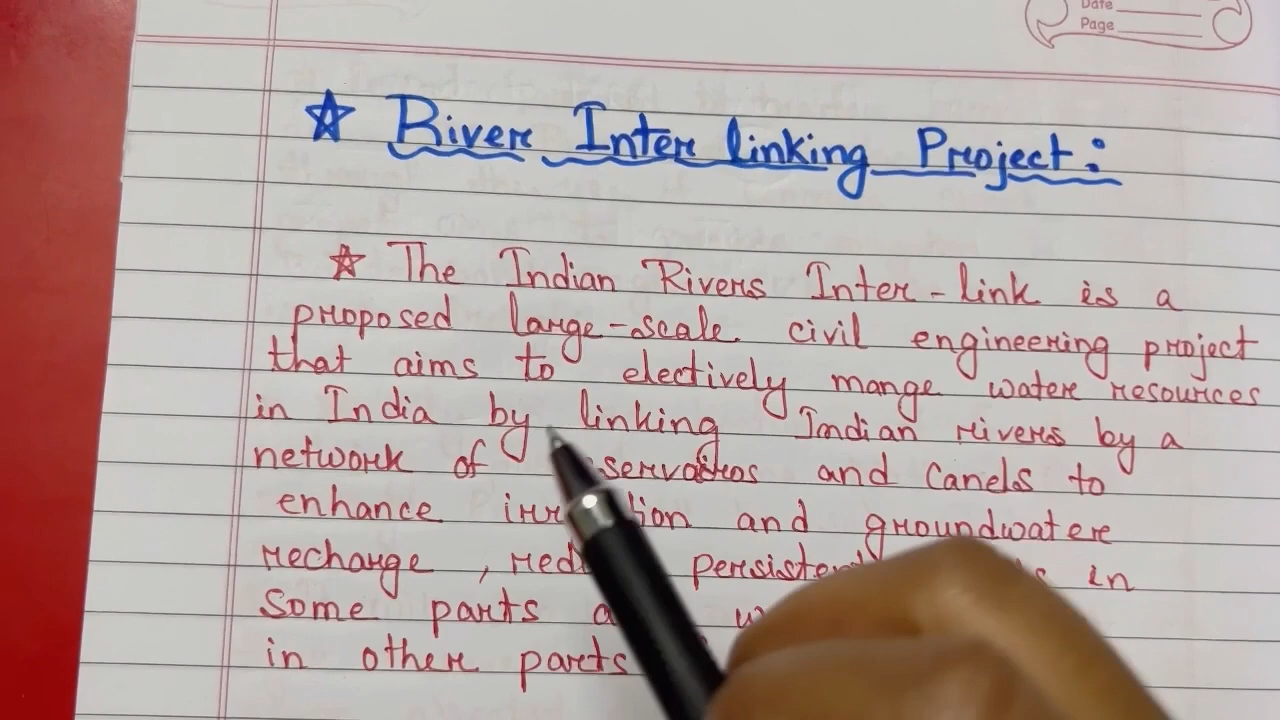 Date
Page
☆ River Inter linking Project:
☆ The Indian Rivers Inter-link is a
proposed large-scale civil engineering project
that aims to electively mange water resources
in India by linking Indian rivers by a
network of and Canels to
enhance and groundwater
recharge, persistent in
Some parts
in other parts